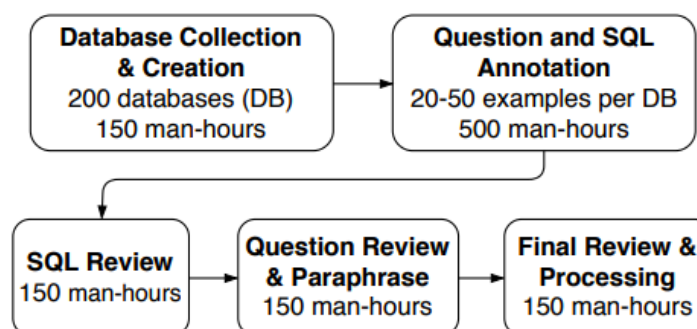 Database Collection
& Creation
200 databases (DB)
150 man-hours
Question and SQL
Annotation
20-50 examples per DB
500 man-hours
SQL Review
150 man-hours
Question Review
& Paraphrase
150 man-hours
Final Review &
Processing
150 man-hours